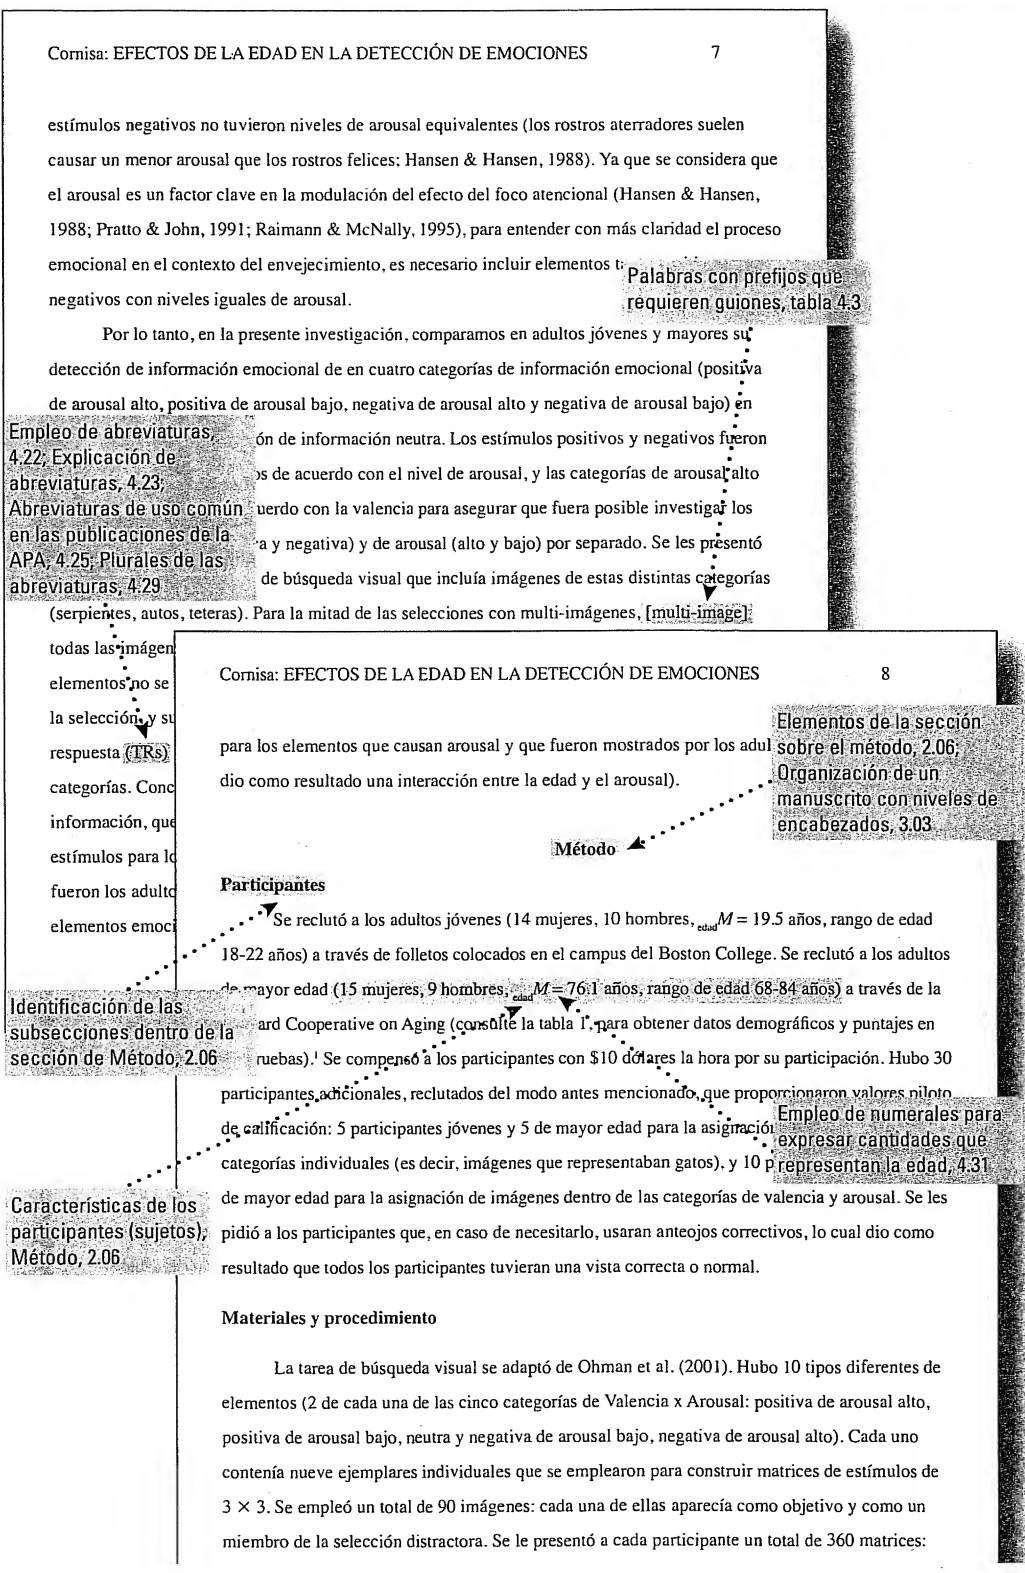 Cornisa: EFECTOS DE LA EDAD EN LA DETECCIÓN DE EMOCIONES 7
estímulos negativos no tuvieron niveles de arousal equivalentes (los rostros aterradores suelen
causar un menor arousal que los rostros felices; Hansen & Hansen, 1988). Ya que se considera que
el arousal es un factor clave en la modulación del efecto del foco atencional (Hansen & Hansen,
1988; Pratto & John, 1991; Raimann & McNally, 1995), para entender con más claridad el proceso
emocional en el contexto del envejecimiento, es necesario incluir elementos
negativos con niveles iguales de arousal.
Palabras con prefijos que
requieren guiones, tabla 4.3
Por lo tanto, en la presente investigación, comparamos en adultos jóvenes y mayores su
detección de información emocional de en cuatro categorías de información emocional (positiva
de arousal alto, positiva de arousal bajo, negativa de arousal alto y negativa de arousal bajo) en
ón de información neutra. Los estímulos positivos y negativos fueron
os de acuerdo con el nivel de arousal, y las categorías de arousal alto
uerdo con la valencia para asegurar que fuera posible investigar los
a y negativa) y de arousal (alto y bajo) por separado. Se les presentó
de búsqueda visual que incluía imágenes de estas distintas categorías
(serpientes, autos, teteras). Para la mitad de las selecciones con multi-imágenes, [multi-image]
Empleo de abreviaturas,
4.22; Explicación de
abreviaturas, 4.23;
Abreviaturas de uso común
en las publicaciones de la
APA, 4.25; Plurales de las
abreviaturas, 4.29
todas las imágen
elementos no se
la selección, y su
respuesta (TRs)
categorías. Conc
información, que
estímulos para lo
fueron los adulto
elementos emoci
Cornisa: EFECTOS DE LA EDAD EN LA DETECCIÓN DE EMOCIONES 8
para los elementos que causan arousal y que fueron mostrados por los adul
dio como resultado una interacción entre la edad y el arousal).
Elementos de la sección
sobre el método, 2.06;
Organización de un
manuscrito con niveles de
encabezados, 3.03
Método
Participantes
Se reclutó a los adultos jóvenes (14 mujeres, 10 hombres, edadM = 19.5 años, rango de edad
18-22 años) a través de folletos colocados en el campus del Boston College. Se reclutó a los adultos
de mayor edad (15 mujeres, 9 hombres, edadM = 76.1 años, rango de edad 68-84 años) a través de la
ard Cooperative on Aging (consulte la tabla 1, para obtener datos demográficos y puntajes en
ruebas).¹ Se compensó a los participantes con $10 dólares la hora por su participación. Hubo 30
participantes adicionales, reclutados del modo antes mencionado, que proporcionaron valores piloto
de calificación: 5 participantes jóvenes y 5 de mayor edad para la asignación
categorías individuales (es decir, imágenes que representaban gatos), y 10 p
de mayor edad para la asignación de imágenes dentro de las categorías de valencia y arousal. Se les
pidió a los participantes que, en caso de necesitarlo, usaran anteojos correctivos, lo cual dio como
resultado que todos los participantes tuvieran una vista correcta o normal.
Identificación de las
subsecciones dentro de la
sección de Método, 2.06
Empleo de numerales para
expresar cantidades que
representan la edad, 4.31
Características de los
participantes (sujetos),
Método, 2.06
Materiales y procedimiento
La tarea de búsqueda visual se adaptó de Ohman et al. (2001). Hubo 10 tipos diferentes de
elementos (2 de cada una de las cinco categorías de Valencia x Arousal: positiva de arousal alto,
positiva de arousal bajo, neutra y negativa de arousal bajo, negativa de arousal alto). Cada uno
contenía nueve ejemplares individuales que se emplearon para construir matrices de estímulos de
3 × 3. Se empleó un total de 90 imágenes: cada una de ellas aparecía como objetivo y como un
miembro de la selección distractora. Se le presentó a cada participante un total de 360 matrices: